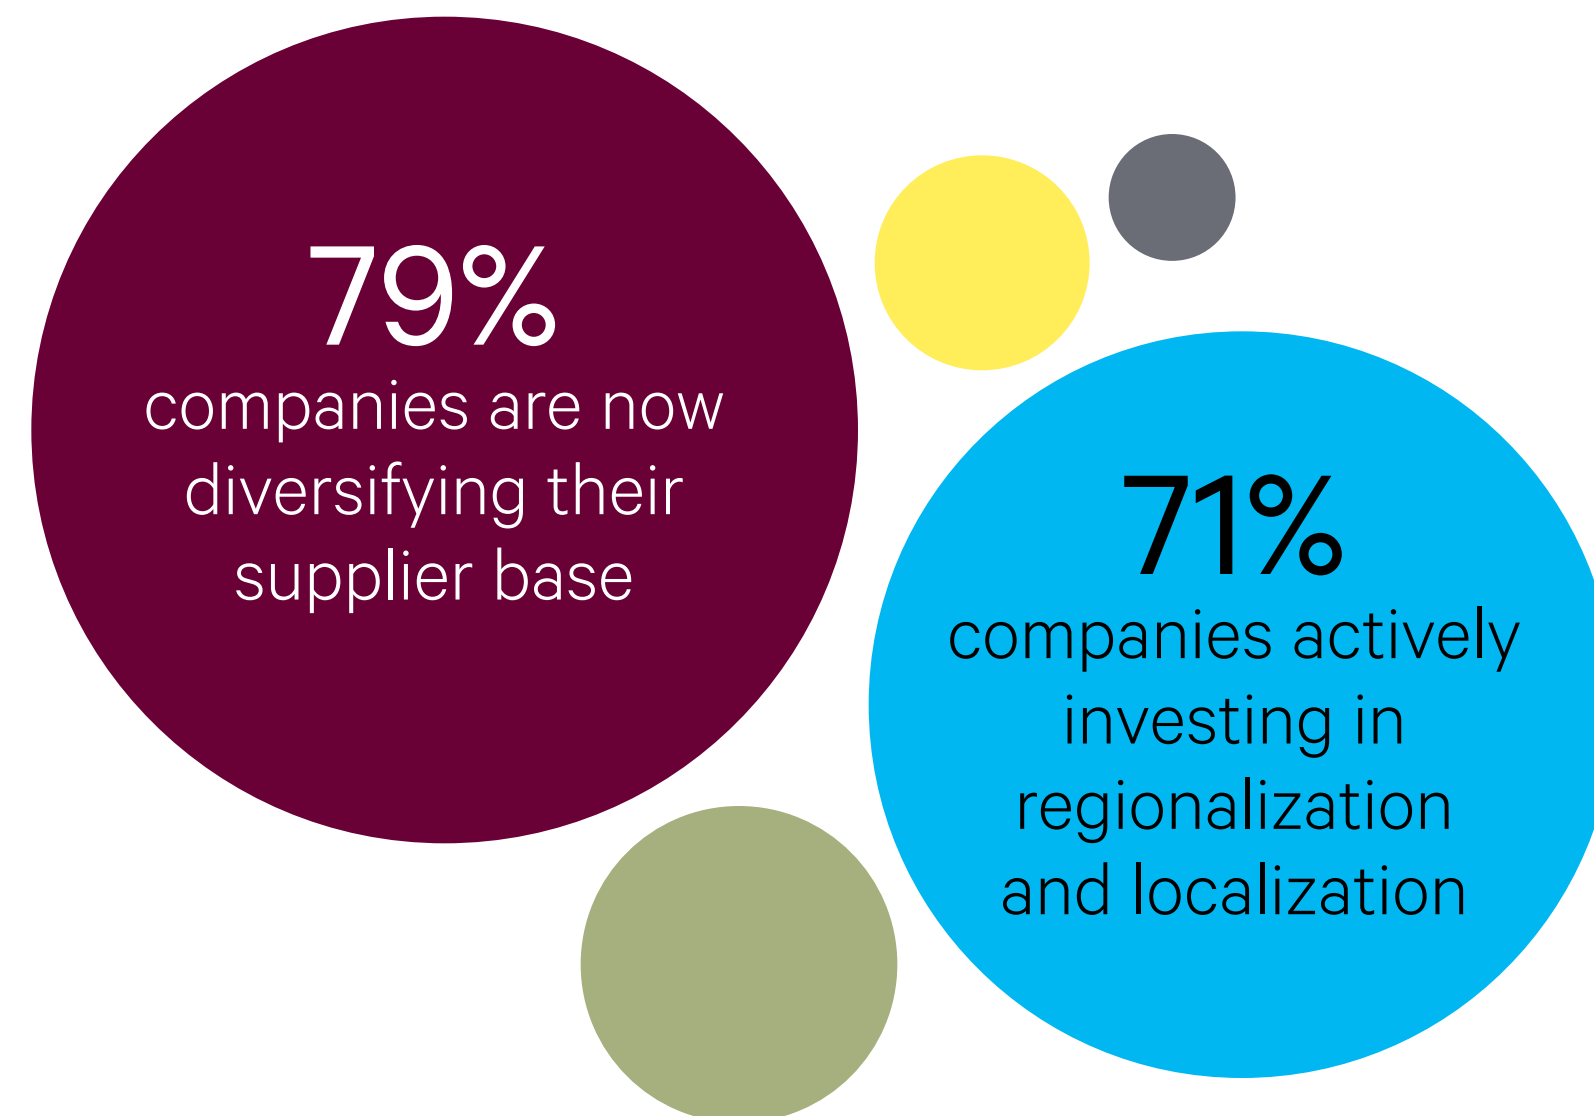 79%
companies are now
diversifying their
supplier base
71%
companies actively
investing in
regionalization
and localization